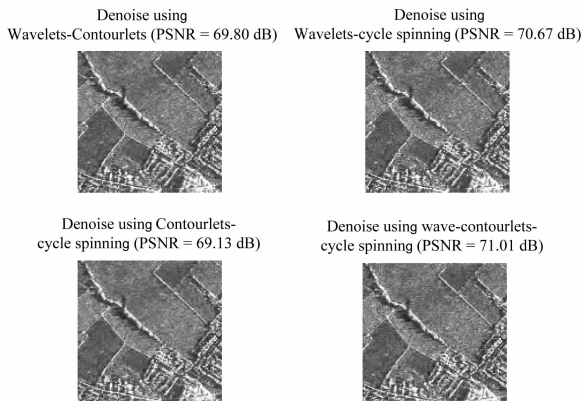 Denoise using
Wavelets-Contourlets (PSNR = 69.80 dB)
Denoise using
Wavelets-cycle spinning (PSNR = 70.67 dB)
Denoise using Contourlets-
cycle spinning (PSNR = 69.13 dB)
Denoise using wave-contourlets-
cycle spinning (PSNR = 71.01 dB)